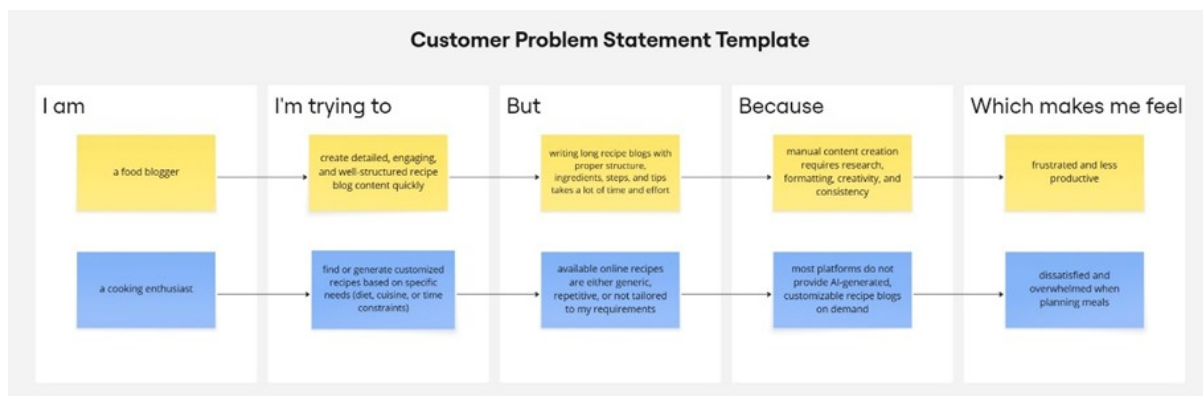 Customer Problem Statement Template
I am
I'm trying to
But
Because
Which makes me feel
a food blogger
create detailed, engaging,
and well-structured recipe
blog content quickly
writing long recipe blogs with
proper structure,
ingredients, steps, and tips
takes a lot of time and effort
manual content creation
requires research,
formatting, creativity, and
consistency
frustrated and less
productive
a cooking enthusiast
find or generate customized
recipes based on specific
needs (diet, cuisine, or time
constraints)
available online recipes
are either generic,
repetitive, or not tailored
to my requirements
most platforms do not
provide AI-generated,
customizable recipe blogs
on demand
dissatisfied and
overwhelmed when
planning meals